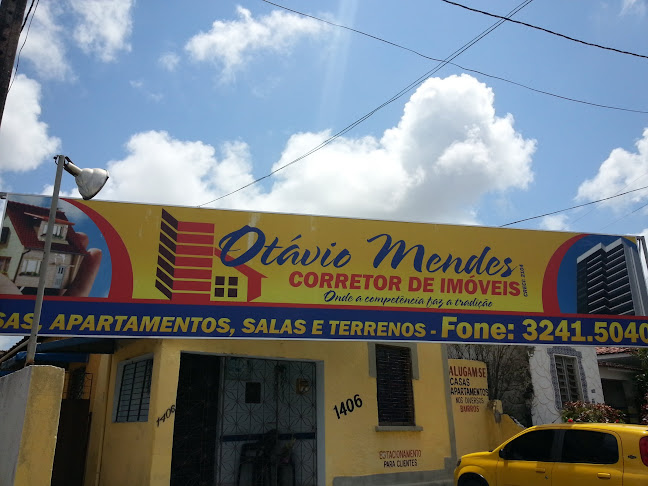 Otávio Mendes
CORRETOR DE IMÓVEIS
Onde a competência faz a tradição
SAS, APARTAMENTOS, SALAS E TERRENOS - Fone: 3241.5040
1406
1406
ALUGAM SE
CASAS
APARTAMENTOS
NOS DIVERSOS
BAIRROS
ESTACIONAMENTO
PARA CLIENTES